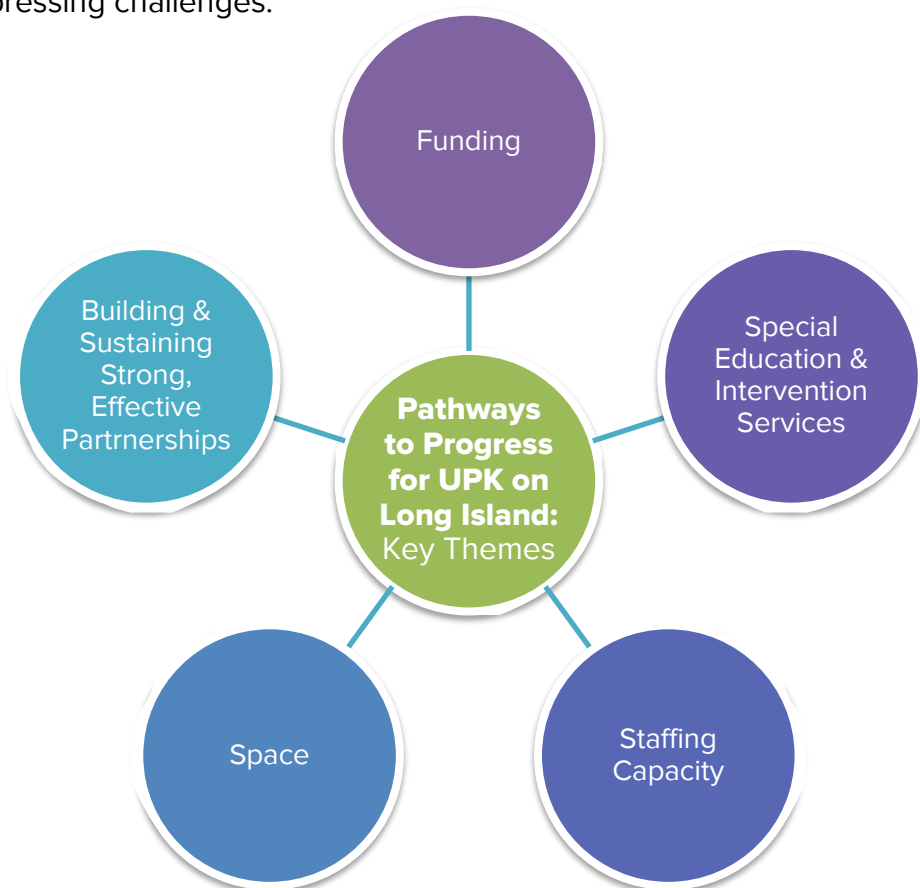 pressing challenges.
Funding
Building &
Sustaining
Strong,
Effective
Partrnerships
Special
Education &
Intervention
Services
Pathways
to Progress
for UPK on
Long Island:
Key Themes
Space
Staffing
Capacity